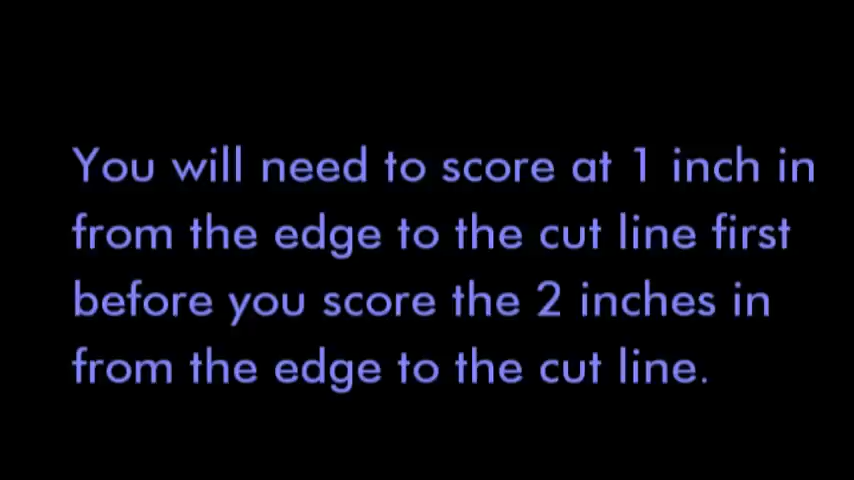 You will need to score at 1 inch in
from the edge to the cut line first
before you score the 2 inches in
from the edge to the cut line.